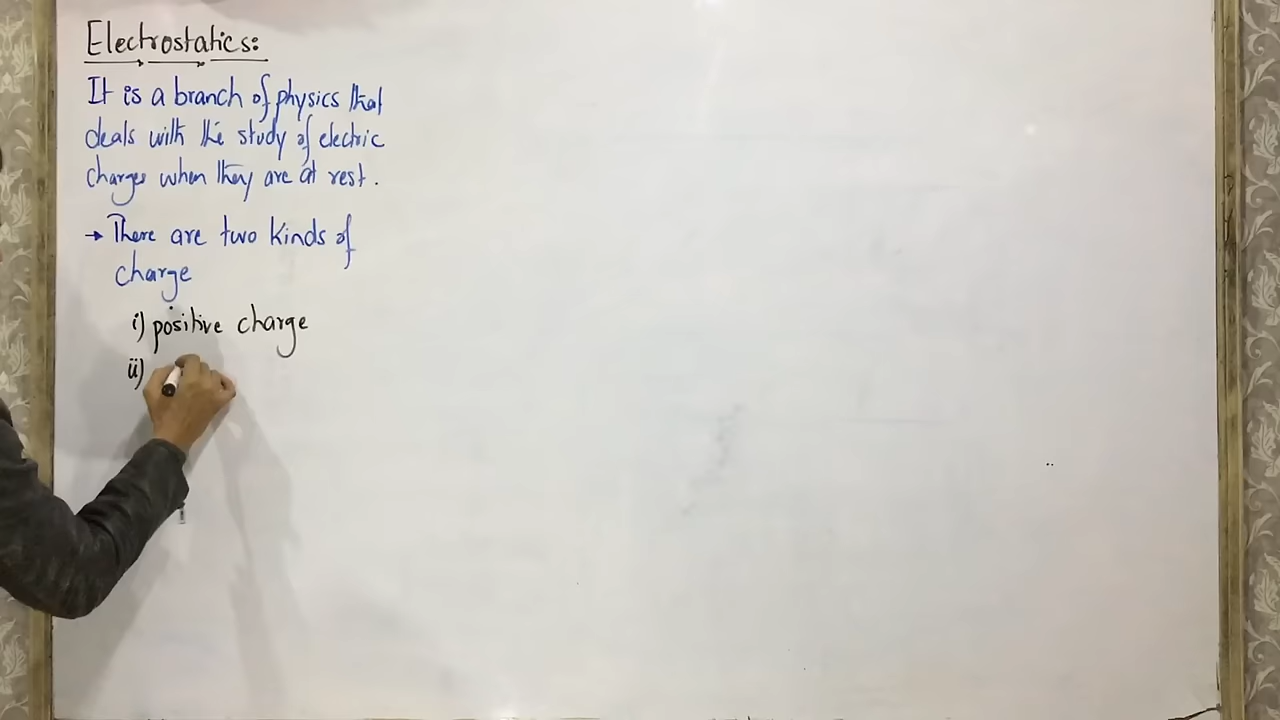 Electrostatics:
It is a branch of physics that
deals with the study of electric
charges when they are at rest.
→ There are two kinds of
charge
i) positive charge
ii)